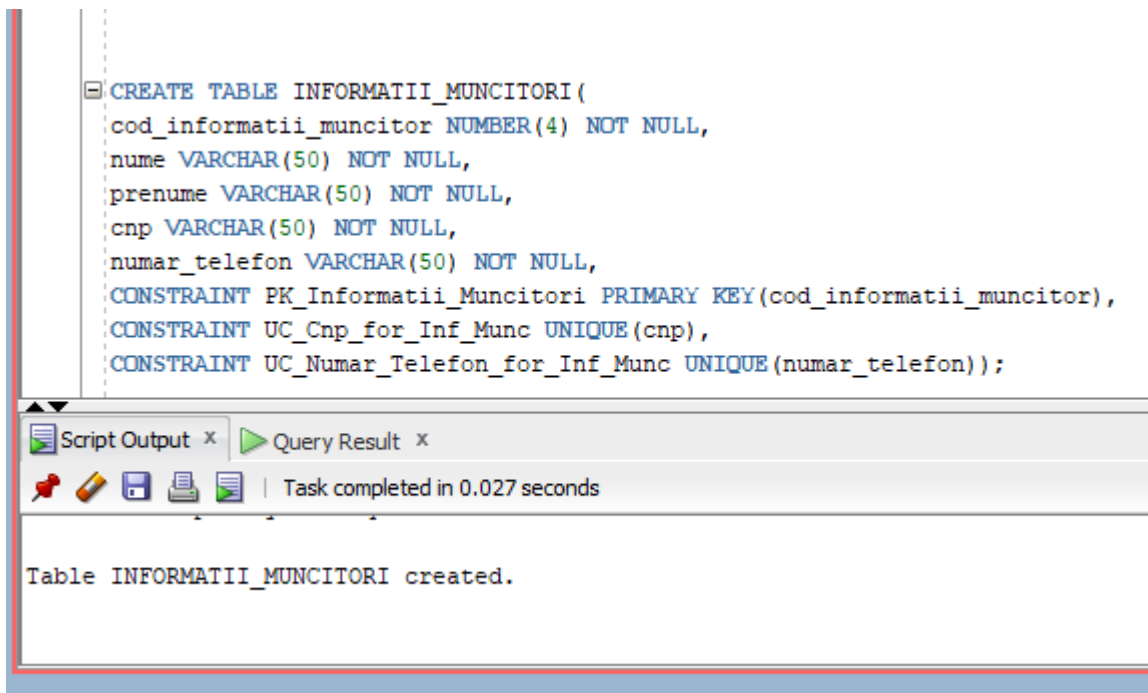 CREATE TABLE INFORMATII_MUNCITORI(
cod_informatii_muncitor NUMBER(4) NOT NULL,
nume VARCHAR(50) NOT NULL,
prenume VARCHAR(50) NOT NULL,
cnp VARCHAR(50) NOT NULL,
numar_telefon VARCHAR(50) NOT NULL,
CONSTRAINT PK_Informatii_Muncitori PRIMARY KEY(cod_informatii_muncitor),
CONSTRAINT UC_Cnp_for_Inf_Munc UNIQUE(cnp),
CONSTRAINT UC_Numar_Telefon_for_Inf_Munc UNIQUE(numar_telefon));
Script Output x Query Result x
Task completed in 0.027 seconds
Table INFORMATII_MUNCITORI created.